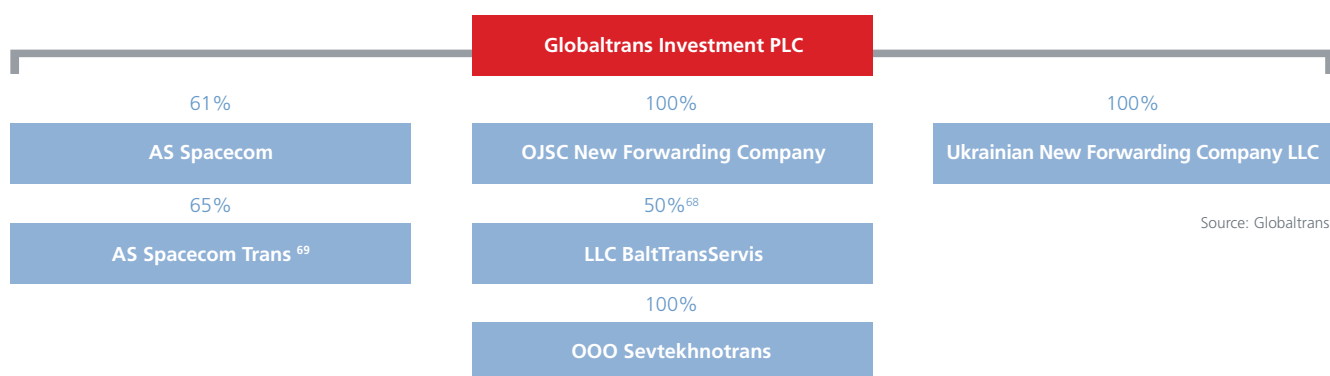 Globaltrans Investment PLC
61%
100%
100%
AS Spacecom
OJSC New Forwarding Company
Ukrainian New Forwarding Company LLC
65%
50%68
Source: Globaltrans
AS Spacecom Trans 69
LLC BaltTransServis
100%
OOO Sevtekhnotrans